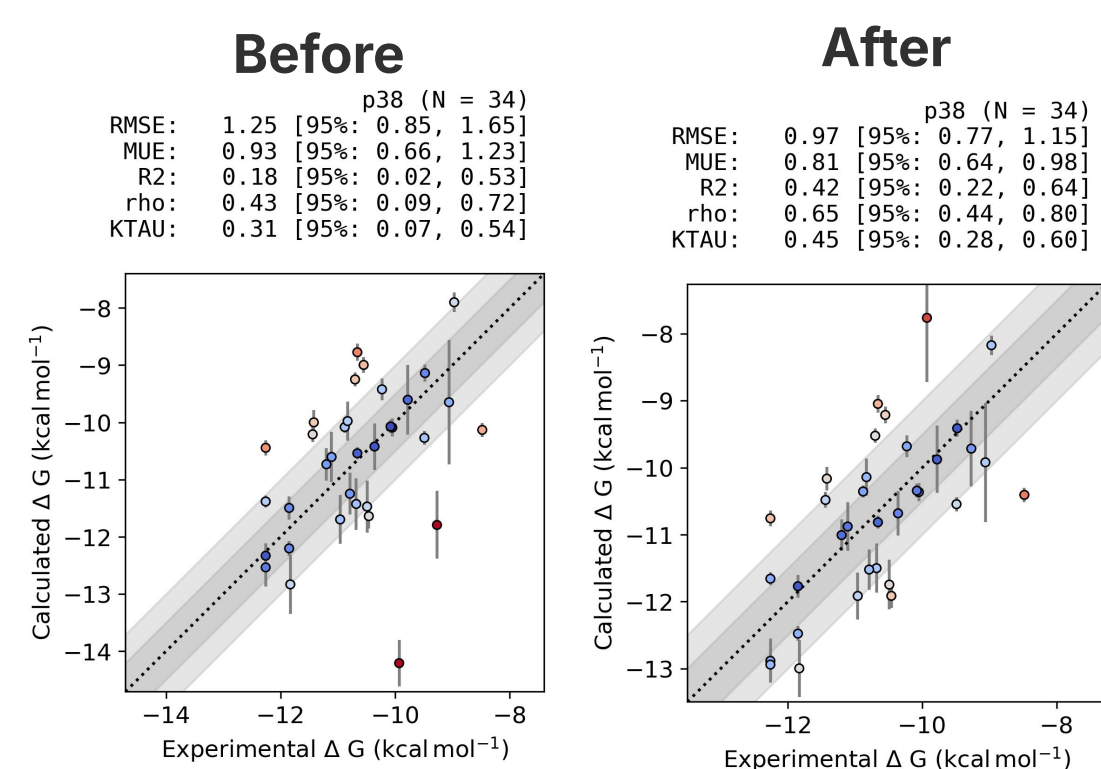 Before
p38 (N = 34)
RMSE: 1.25 [95%: 0.85, 1.65]
MUE: 0.93 [95%: 0.66, 1.23]
R2: 0.18 [95%: 0.02, 0.53]
rho: 0.43 [95%: 0.09, 0.72]
KTAU: 0.31 [95%: 0.07, 0.54]
Calculated Δ G (kcal mol⁻¹)
−8
−9
−10
−11
−12
−13
−14
−14 −12 −10 −8
Experimental Δ G (kcal mol⁻¹)
After
p38 (N = 34)
RMSE: 0.97 [95%: 0.77, 1.15]
MUE: 0.81 [95%: 0.64, 0.98]
R2: 0.42 [95%: 0.22, 0.64]
rho: 0.65 [95%: 0.44, 0.80]
KTAU: 0.45 [95%: 0.28, 0.60]
Calculated Δ G (kcal mol⁻¹)
−8
−9
−10
−11
−12
−13
−12 −10 −8
Experimental Δ G (kcal mol⁻¹)